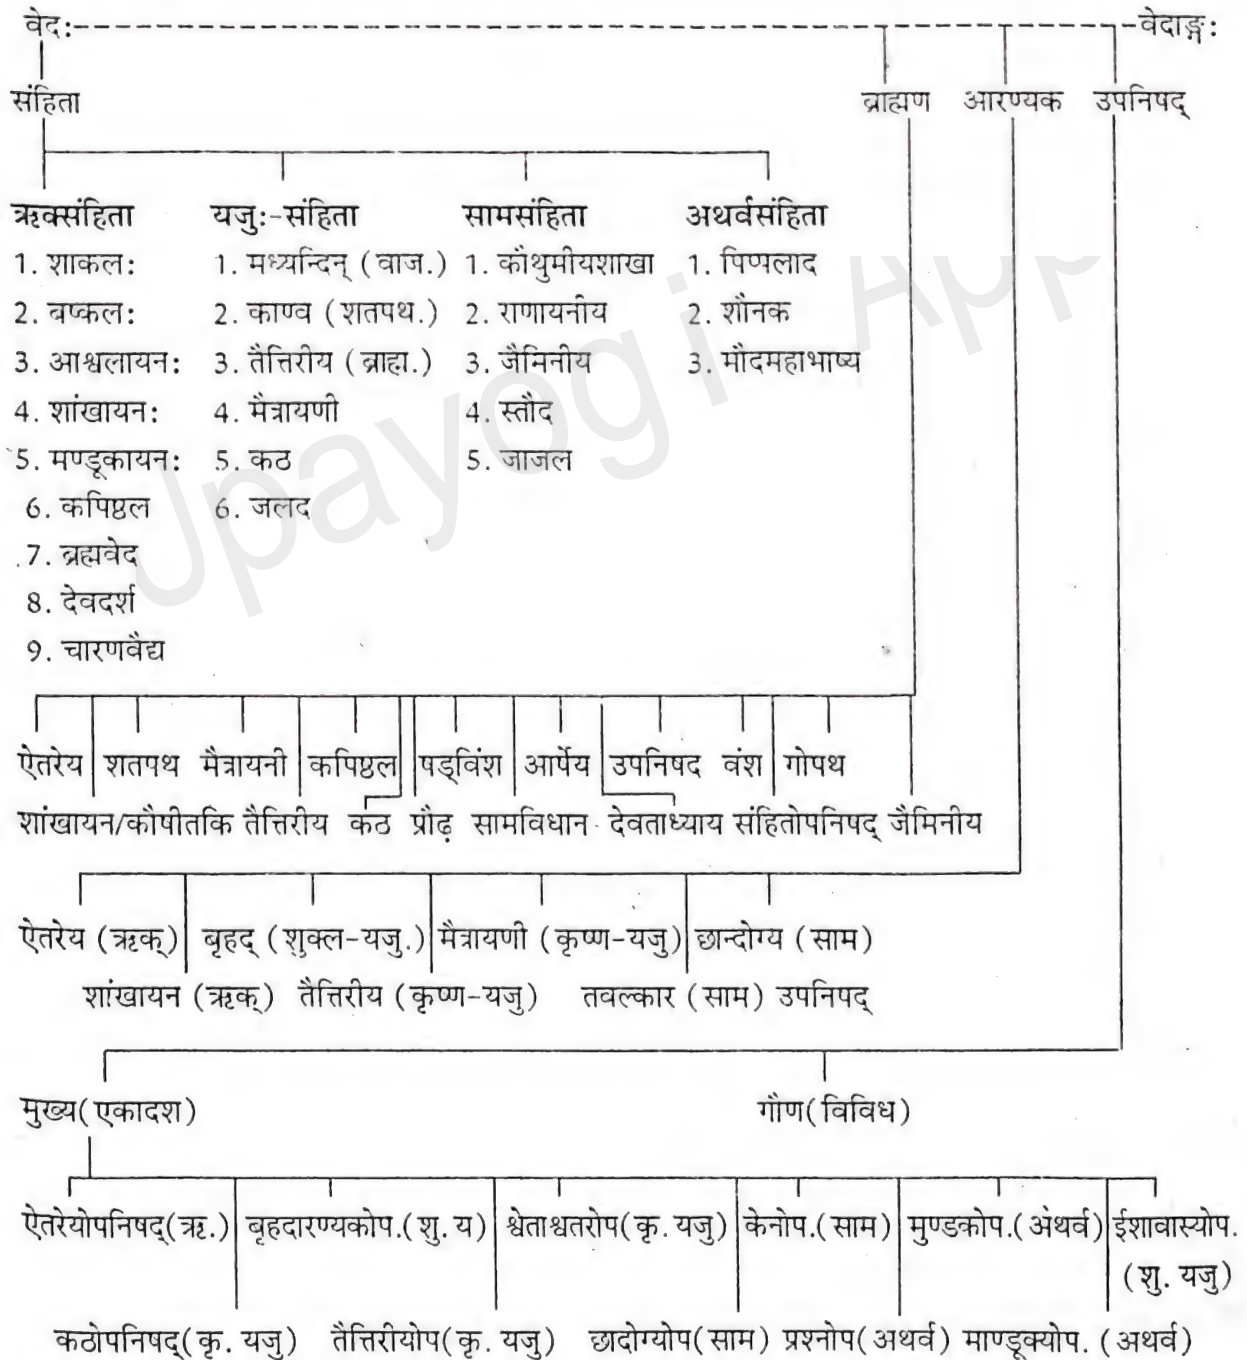 वेद: वेदाङ्ग:
संहिता ब्राह्मण आरण्यक उपनिषद्
ऋक्संहिता यजु:-संहिता सामसंहिता अथर्वसंहिता
1. शाकल: 1. मध्यन्दिन् (वाज.) 1. कौथुमीयशाखा 1. पिप्पलाद
2. बष्कल: 2. काण्व (शतपथ.) 2. राणायनीय 2. शौनक
3. आश्वलायन: 3. तैत्तिरीय (ब्राह्म.) 3. जैमिनीय 3. मौदमहाभाष्य
4. शांखायन: 4. मैत्रायणी 4. स्तौद
5. मण्डूकायन: 5. कठ 5. जाजल
6. कपिष्ठल 6. जलद
7. ब्रह्मवेद
8. देवदर्श
9. चारणवैद्य
ऐतरेय शतपथ मैत्रायनी कपिष्ठल षड्विंश आर्षेय उपनिषद वंश गोपथ
शांखायन/कौषीतकि तैत्तिरीय कठ प्रौढ़ सामविधान देवताध्याय संहितोपनिषद् जैमिनीय
ऐतरेय (ऋक्) बृहद् (शुक्ल-यजु.) मैत्रायणी (कृष्ण-यजु) छान्दोग्य (साम)
शांखायन (ऋक्) तैत्तिरीय (कृष्ण-यजु) तवल्कार (साम) उपनिषद्
मुख्य(एकादश) गौण(विविध)
ऐतरेयोपनिषद्(ऋ.) बृहदारण्यकोप.(शु. य) श्वेताश्वतरोप(कृ. यजु) केनोप.(साम) मुण्डकोप.(अथर्व) ईशावास्योप.
(शु. यजु)
कठोपनिषद्(कृ. यजु) तैत्तिरीयोप(कृ. यजु) छादोग्योप(साम) प्रश्नोप(अथर्व) माण्डूक्योप. (अथर्व)